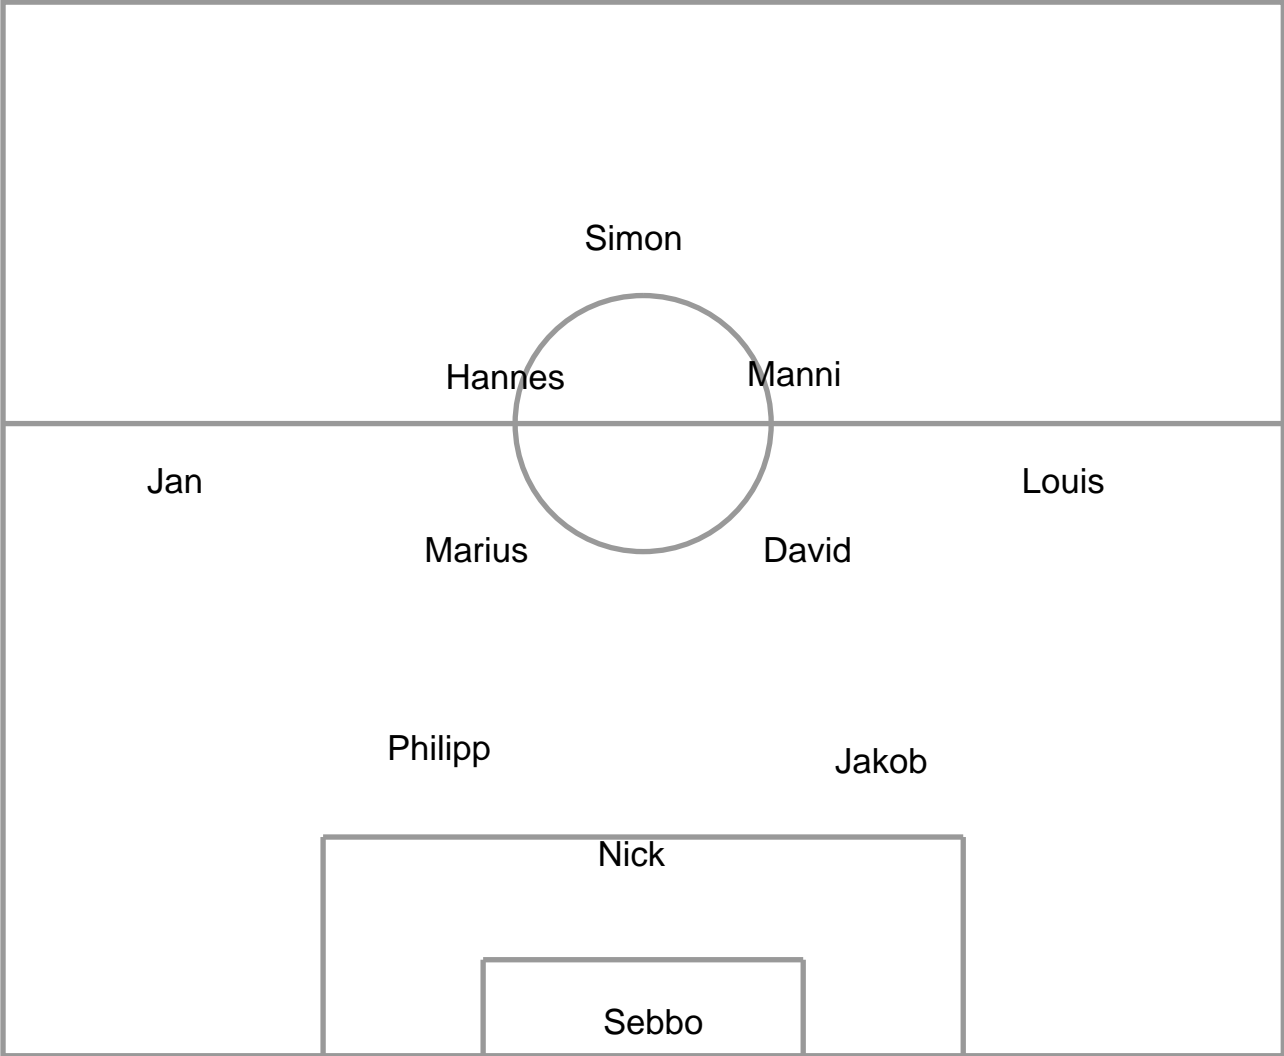 Simon
Hannes
Manni
Jan
Louis
Marius
David
Philipp
Jakob
Nick
Sebbo